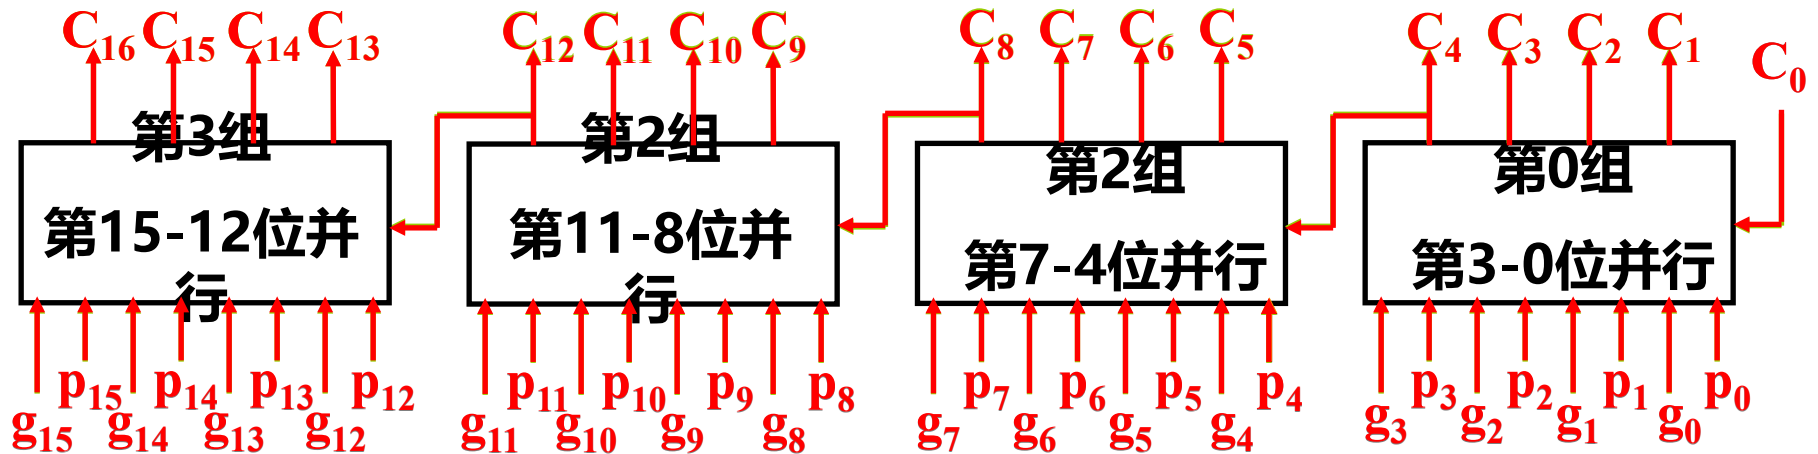 C16 C15 C14 C13 C12 C11 C10 C9 C8 C7 C6 C5 C4 C3 C2 C1 C0
第3组
第15-12位并
行
第2组
第11-8位并
行
第2组
第7-4位并行
第0组
第3-0位并行
p15 p14 p13 p12 p11 p10 p9 p8 p7 p6 p5 p4 p3 p2 p1 p0
g15 g14 g13 g12 g11 g10 g9 g8 g7 g6 g5 g4 g3 g2 g1 g0